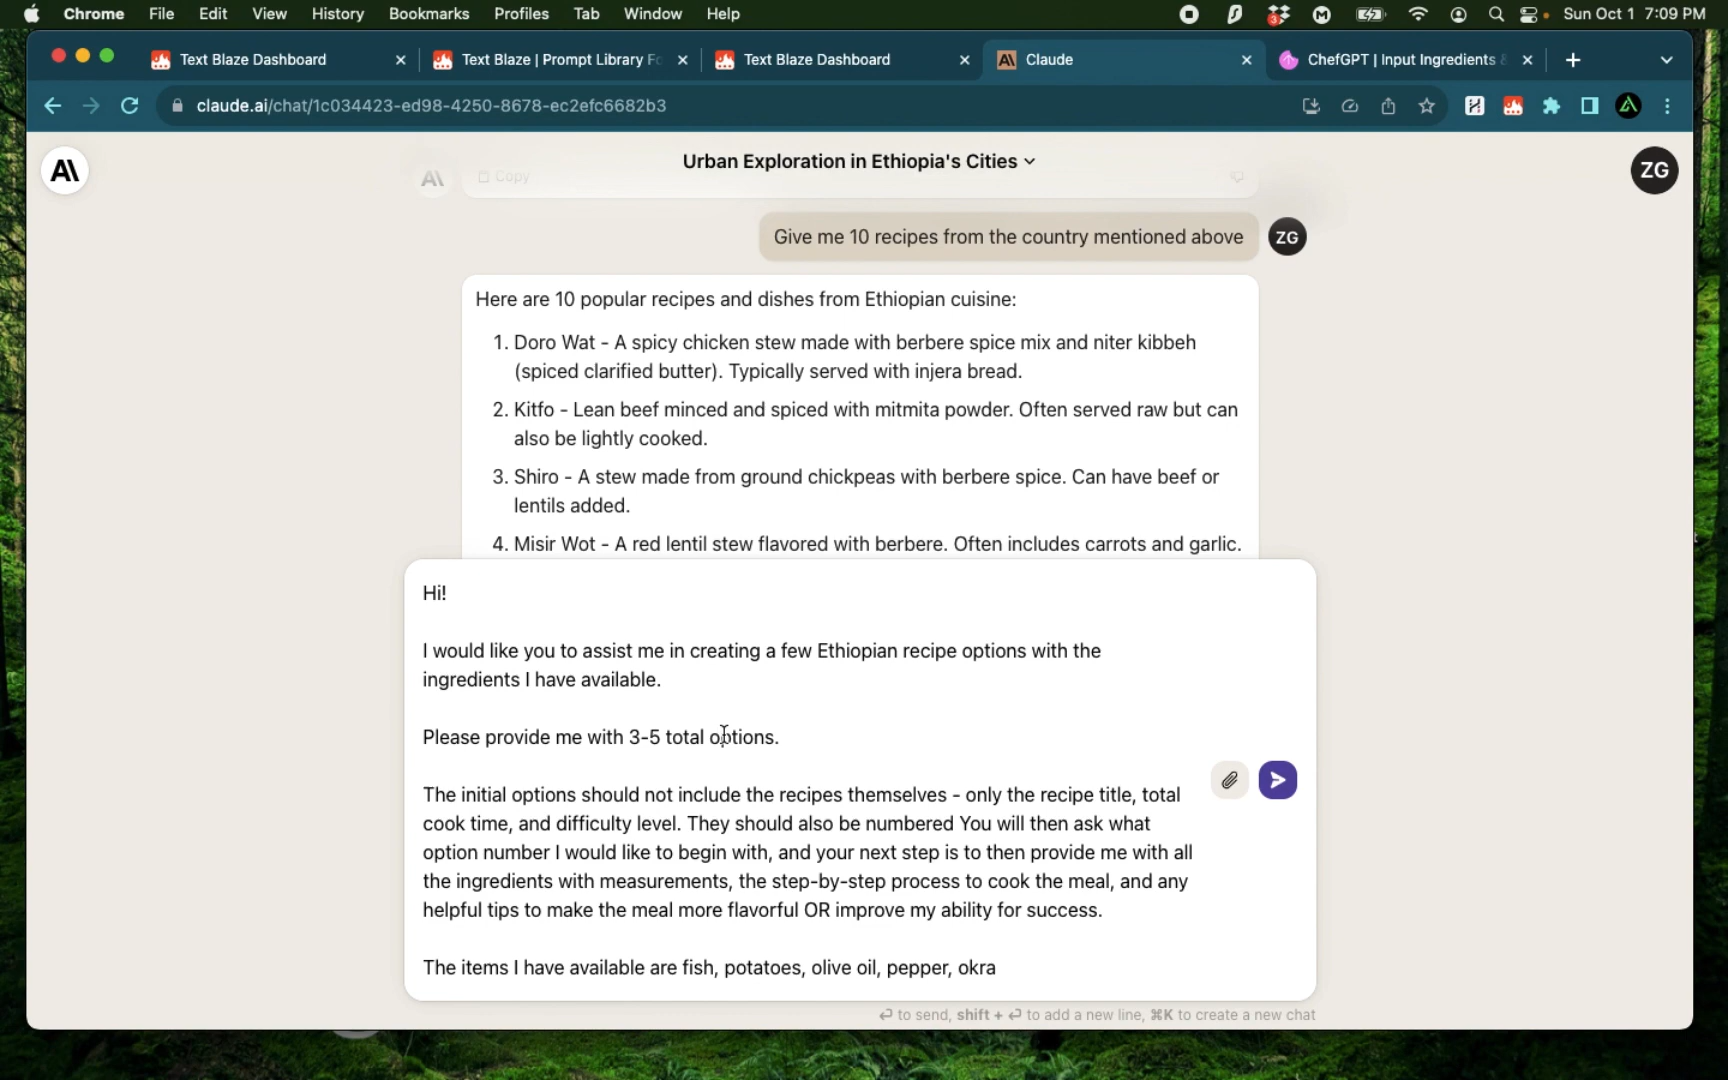 Chrome File Edit View History Bookmarks Profiles Tab Window Help 3 M Sun Oct 1 7:09 PM
Text Blaze Dashboard Text Blaze | Prompt Library Fo Text Blaze Dashboard A\ Claude ChefGPT | Input Ingredients &
claude.ai/chat/1c034423-ed98-4250-8678-ec2efc6682b3
A\ Urban Exploration in Ethiopia's Cities ZG
A\ Copy
Give me 10 recipes from the country mentioned above ZG
Here are 10 popular recipes and dishes from Ethiopian cuisine:
1. Doro Wat - A spicy chicken stew made with berbere spice mix and niter kibbeh
(spiced clarified butter). Typically served with injera bread.
2. Kitfo - Lean beef minced and spiced with mitmita powder. Often served raw but can
also be lightly cooked.
3. Shiro - A stew made from ground chickpeas with berbere spice. Can have beef or
lentils added.
4. Misir Wot - A red lentil stew flavored with berbere. Often includes carrots and garlic.
Hi!
I would like you to assist me in creating a few Ethiopian recipe options with the
ingredients I have available.
Please provide me with 3-5 total options.
The initial options should not include the recipes themselves - only the recipe title, total
cook time, and difficulty level. They should also be numbered You will then ask what
option number I would like to begin with, and your next step is to then provide me with all
the ingredients with measurements, the step-by-step process to cook the meal, and any
helpful tips to make the meal more flavorful OR improve my ability for success.
The items I have available are fish, potatoes, olive oil, pepper, okra
⏎ to send, shift + ⏎ to add a new line, ⌘K to create a new chat